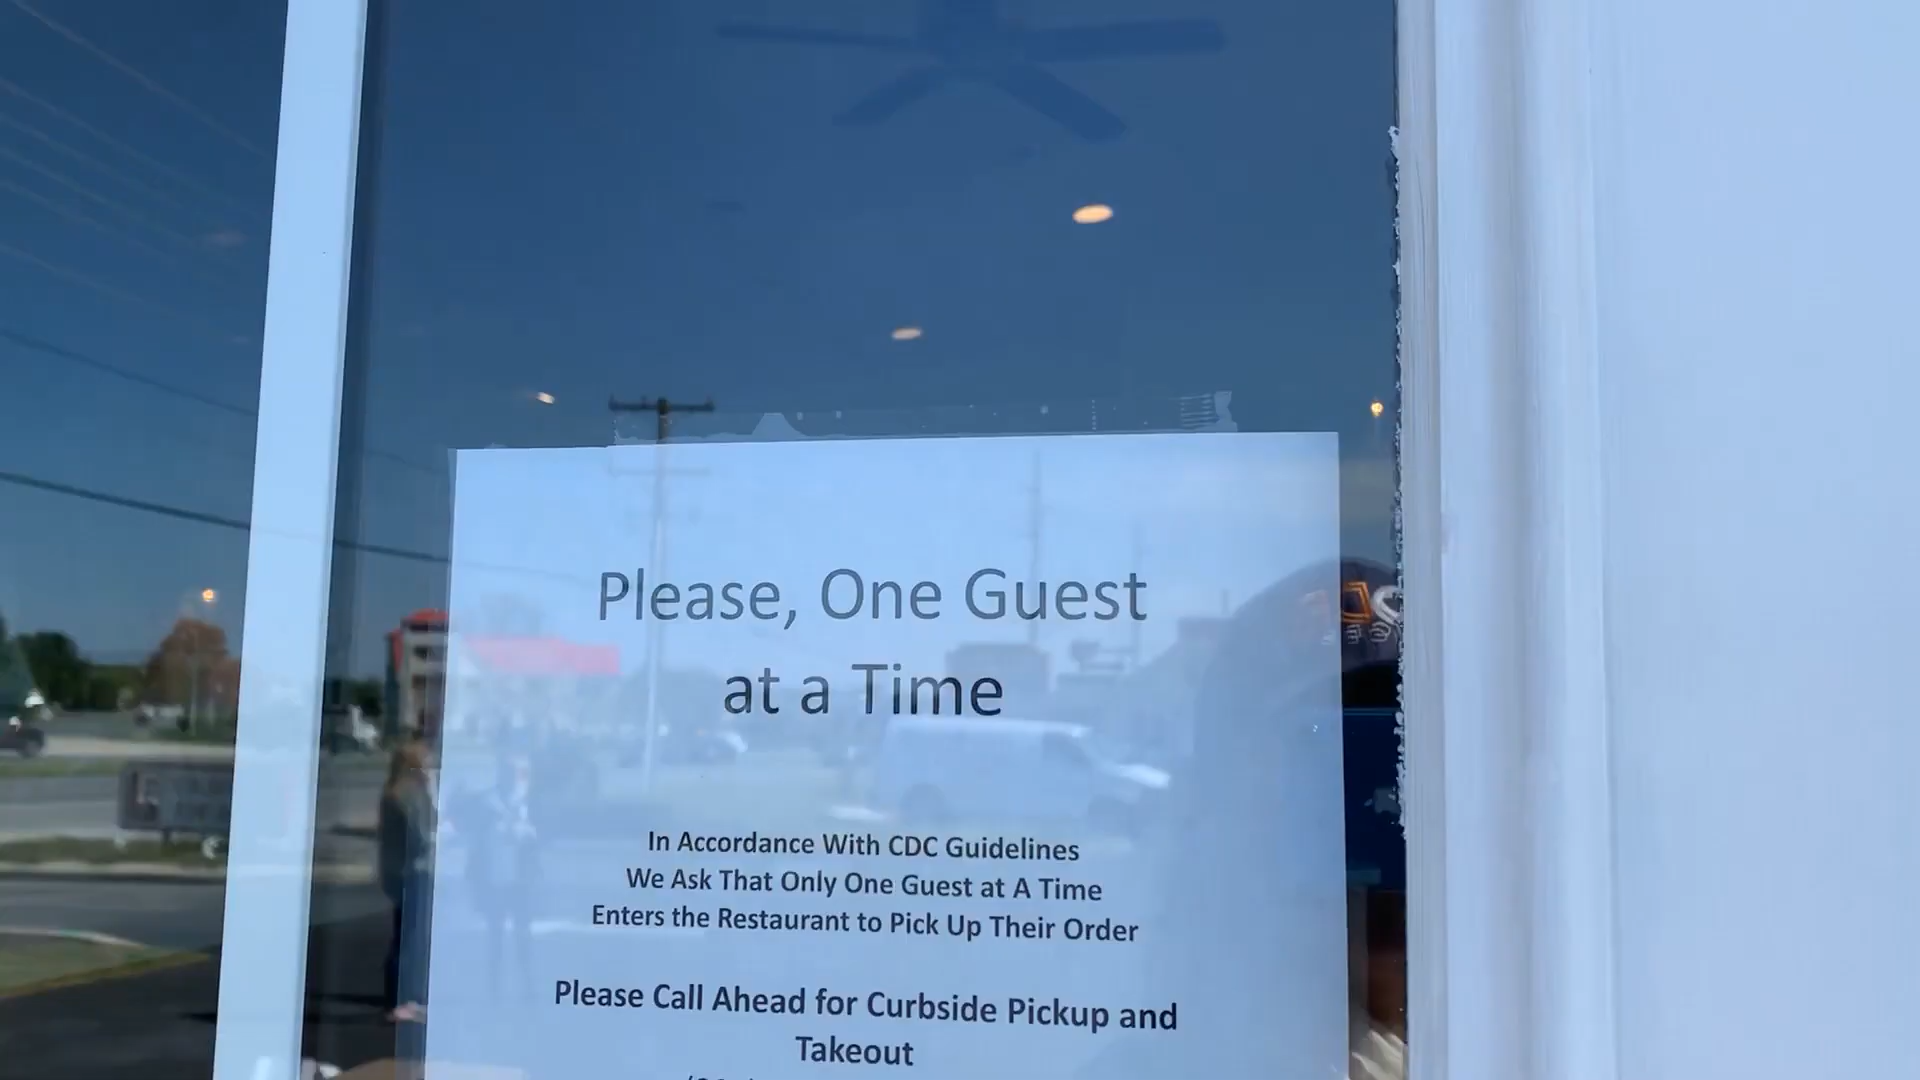 Please, One Guest
at a Time
In Accordance With CDC Guidelines
We Ask That Only One Guest at A Time
Enters the Restaurant to Pick Up Their Order
Please Call Ahead for Curbside Pickup and
Takeout